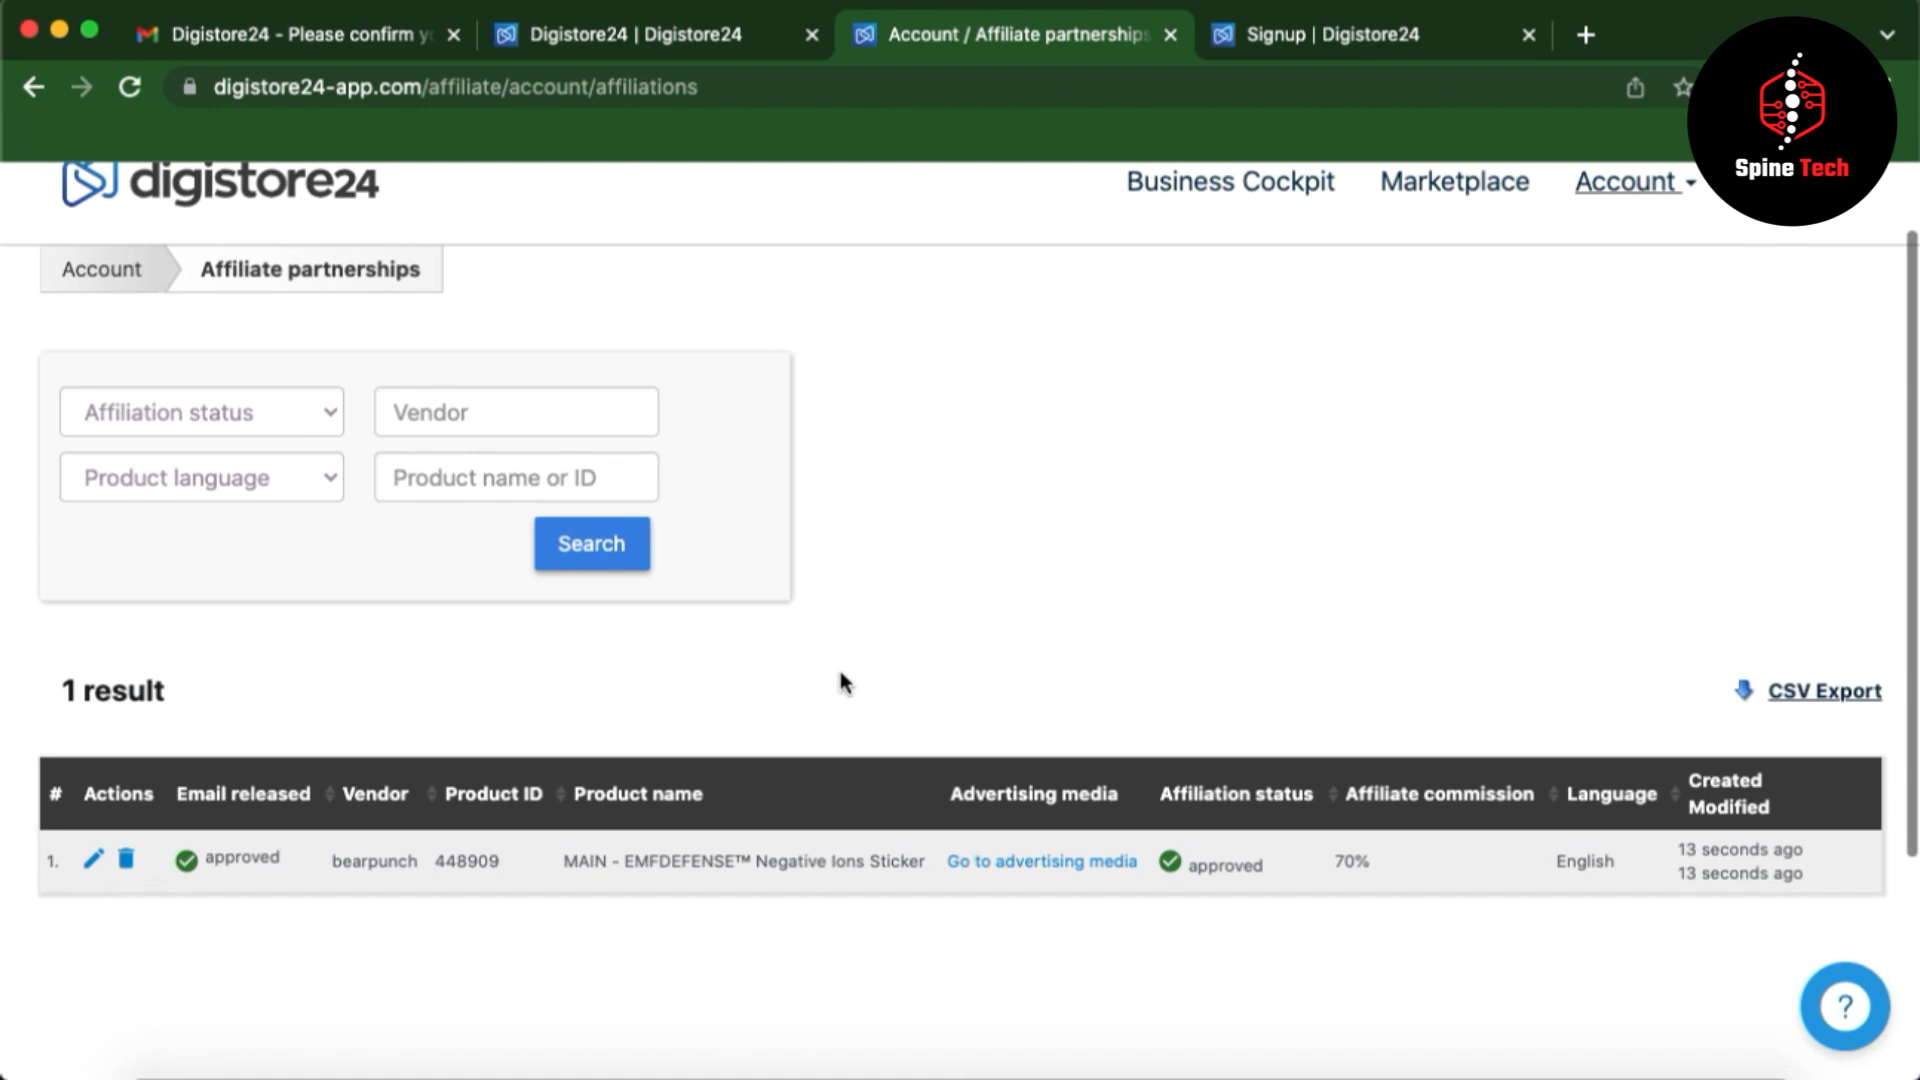 Digistore24 - Please confirm y
Digistore24 | Digistore24
Account / Affiliate partnerships
Signup | Digistore24
digistore24-app.com/affiliate/account/affiliations
Spine Tech
digistore24
Business Cockpit
Marketplace
Account
Account
Affiliate partnerships
Affiliation status
Vendor
Product language
Product name or ID
Search
1 result
CSV Export
# Actions Email released Vendor Product ID Product name Advertising media Affiliation status Affiliate commission Language Created
Modified
1. approved bearpunch 448909 MAIN - EMFDEFENSE™ Negative Ions Sticker Go to advertising media approved 70% English 13 seconds ago
13 seconds ago
?